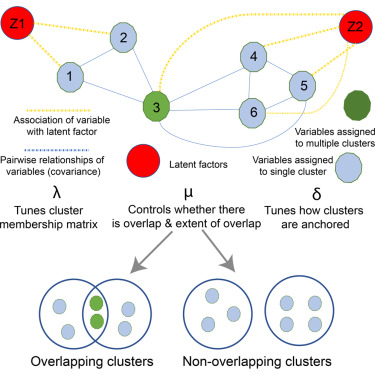 Z1
Z2
2
1
4
3
5
6
Association of variable
with latent factor
Pairwise relationships of
variables (covariance)
Latent factors
Variables assigned
to multiple clusters
Variables assigned
to single cluster
λ
Tunes cluster
membership matrix
μ
Controls whether there
is overlap & extent of overlap
δ
Tunes how clusters
are anchored
Overlapping clusters
Non-overlapping clusters